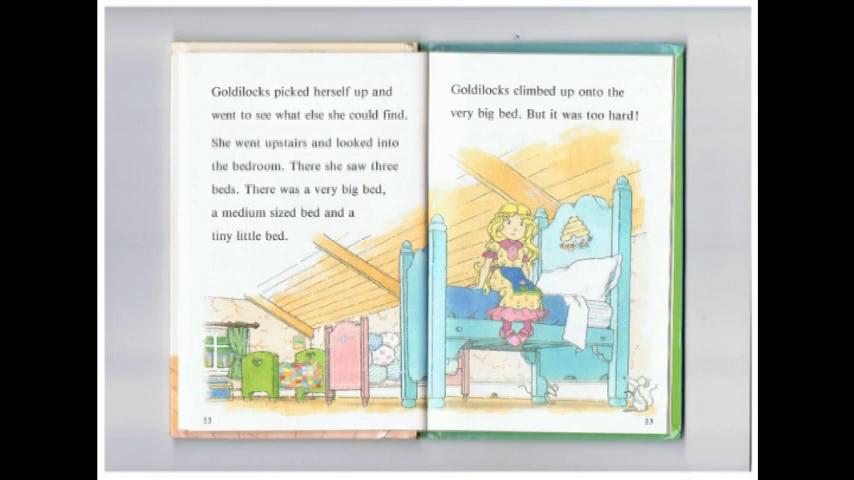 Goldilocks picked herself up and
went to see what else she could find.
She went upstairs and looked into
the bedroom. There she saw three
beds. There was a very big bed,
a medium sized bed and a
tiny little bed.
22
Goldilocks climbed up onto the
very big bed. But it was too hard!
23